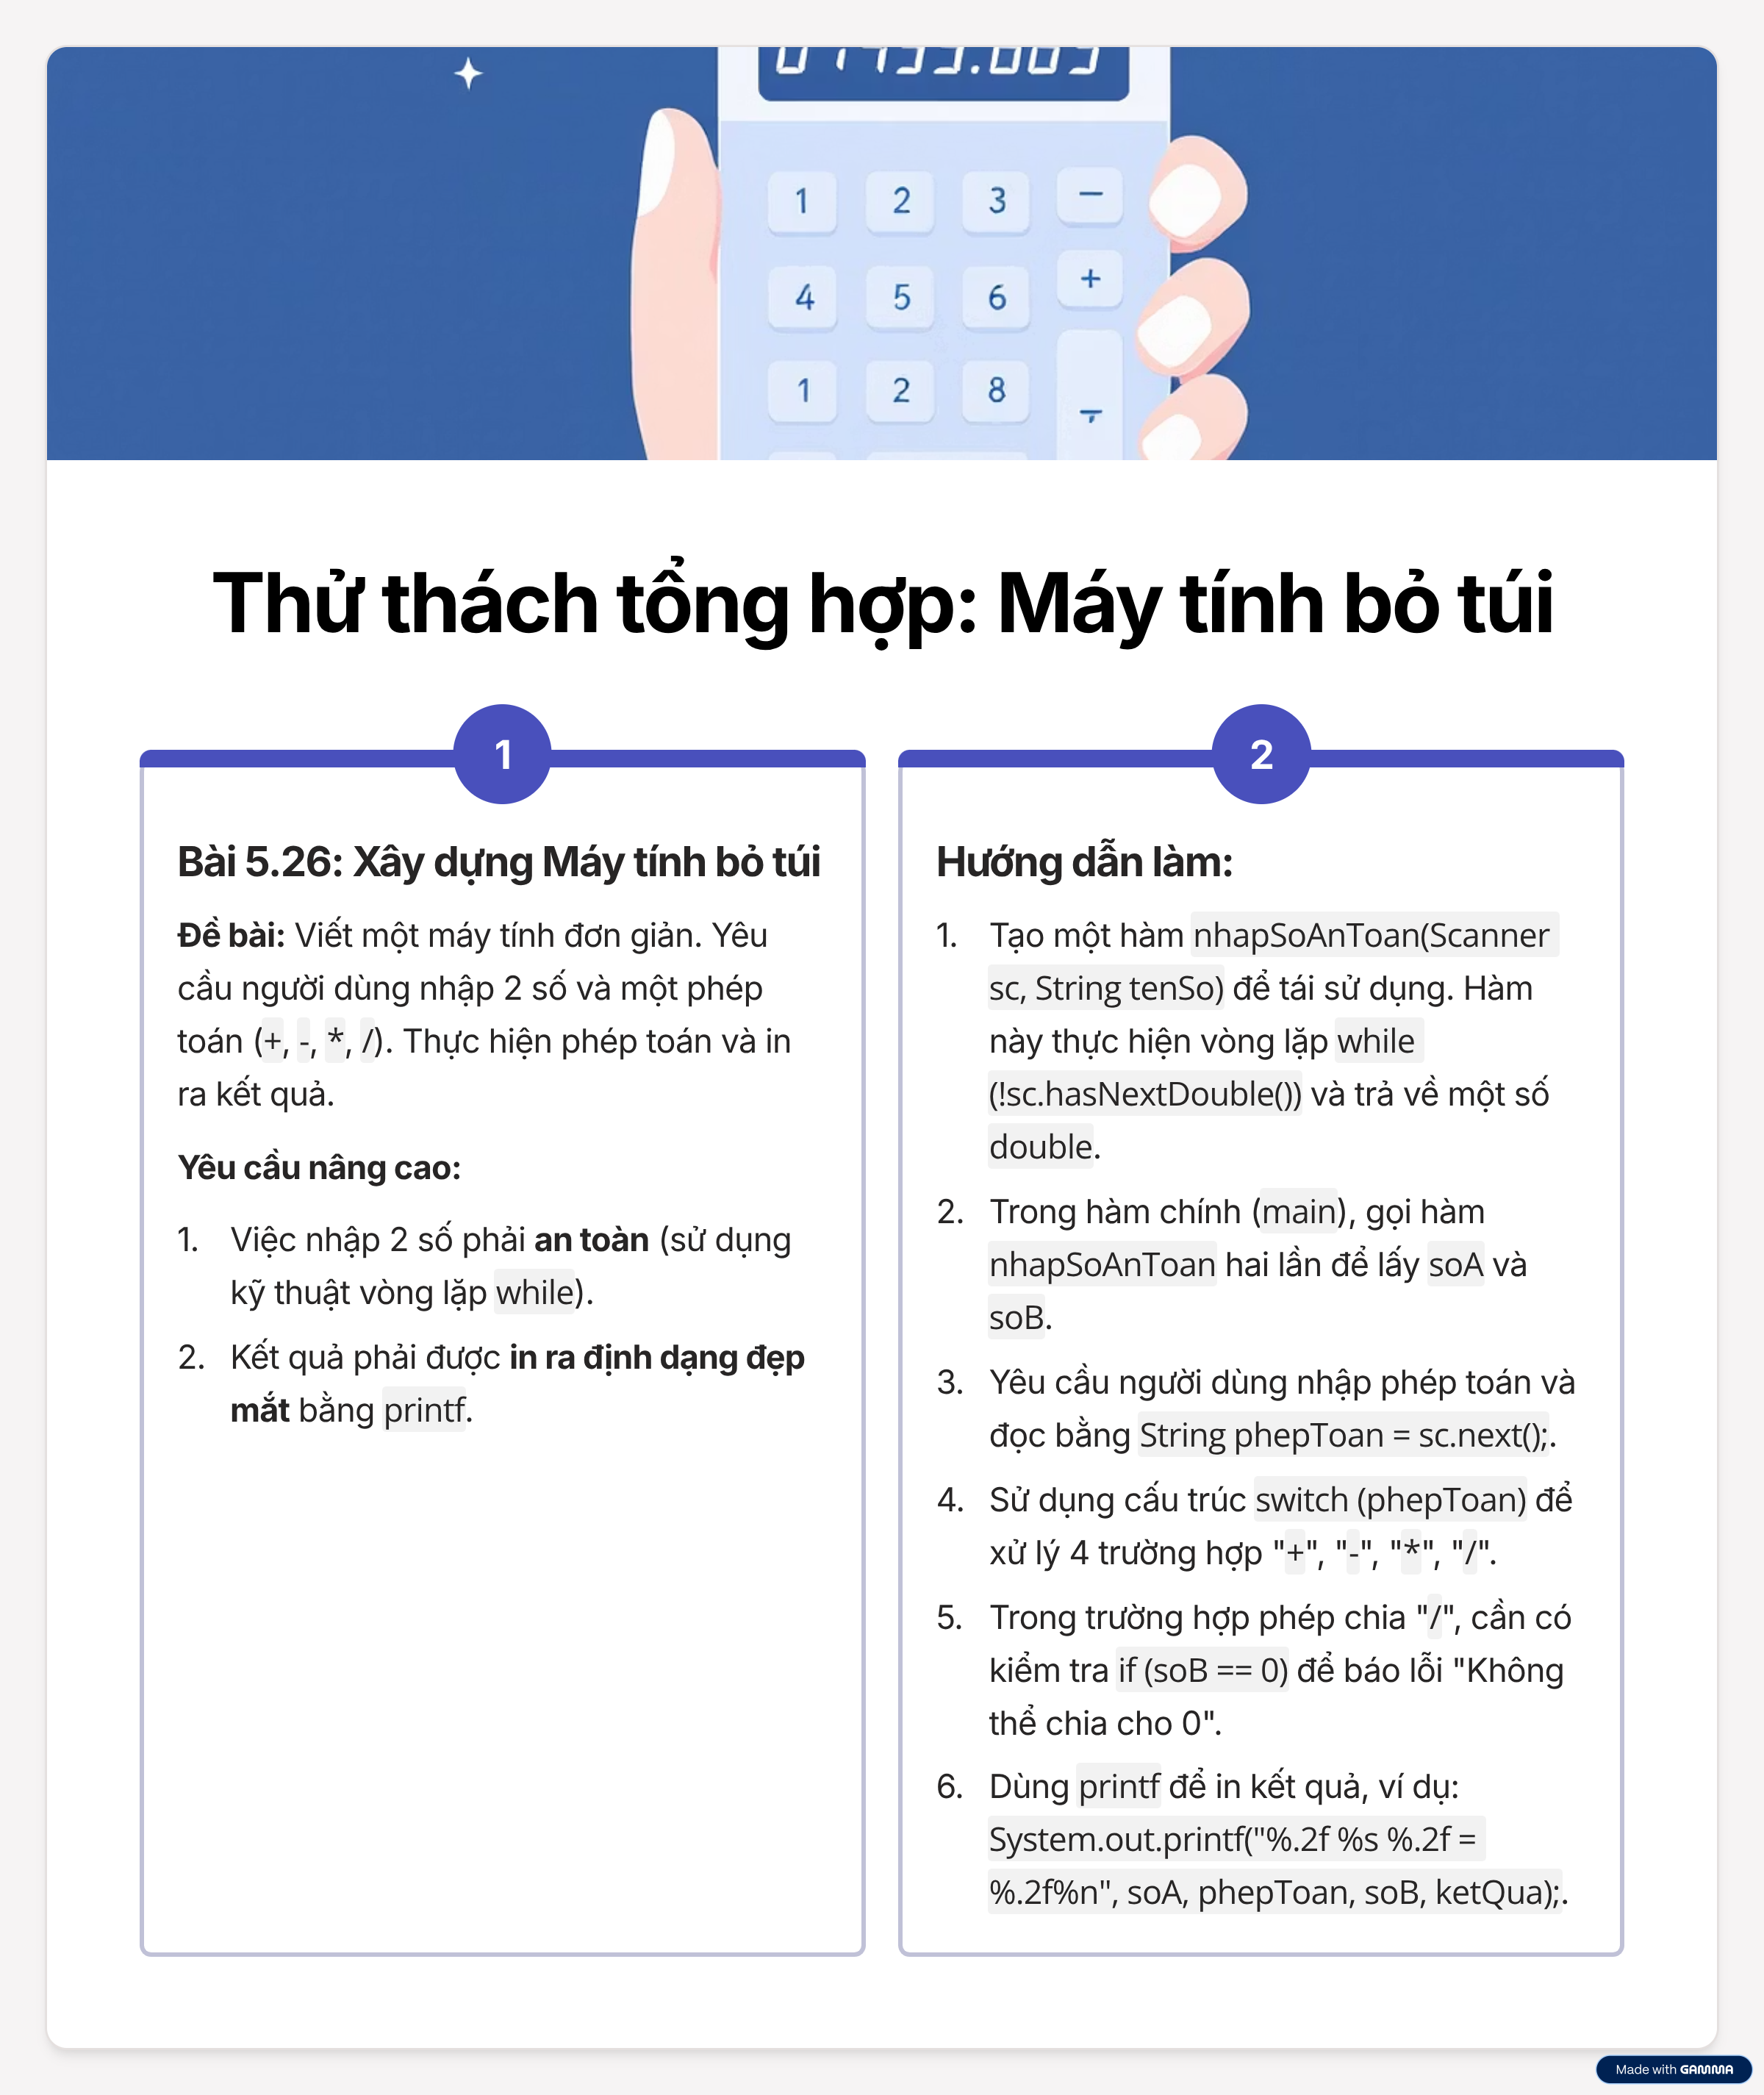 1 2 3 −
4 5 6 +
1 2 8
Thử thách tổng hợp: Máy tính bỏ túi
1
Bài 5.26: Xây dựng Máy tính bỏ túi
Đề bài: Viết một máy tính đơn giản. Yêu
cầu người dùng nhập 2 số và một phép
toán (+, -, *, /). Thực hiện phép toán và in
ra kết quả.
Yêu cầu nâng cao:
1. Việc nhập 2 số phải an toàn (sử dụng
kỹ thuật vòng lặp while).
2. Kết quả phải được in ra định dạng đẹp
mắt bằng printf.
2
Hướng dẫn làm:
1. Tạo một hàm nhapSoAnToan(Scanner
sc, String tenSo) để tái sử dụng. Hàm
này thực hiện vòng lặp while
(!sc.hasNextDouble()) và trả về một số
double.
2. Trong hàm chính (main), gọi hàm
nhapSoAnToan hai lần để lấy soA và
soB.
3. Yêu cầu người dùng nhập phép toán và
đọc bằng String phepToan = sc.next();.
4. Sử dụng cấu trúc switch (phepToan) để
xử lý 4 trường hợp "+", "-", "*", "/".
5. Trong trường hợp phép chia "/", cần có
kiểm tra if (soB == 0) để báo lỗi "Không
thể chia cho 0".
6. Dùng printf để in kết quả, ví dụ:
System.out.printf("%.2f %s %.2f =
%.2f%n", soA, phepToan, soB, ketQua);.
Made with GAMMA